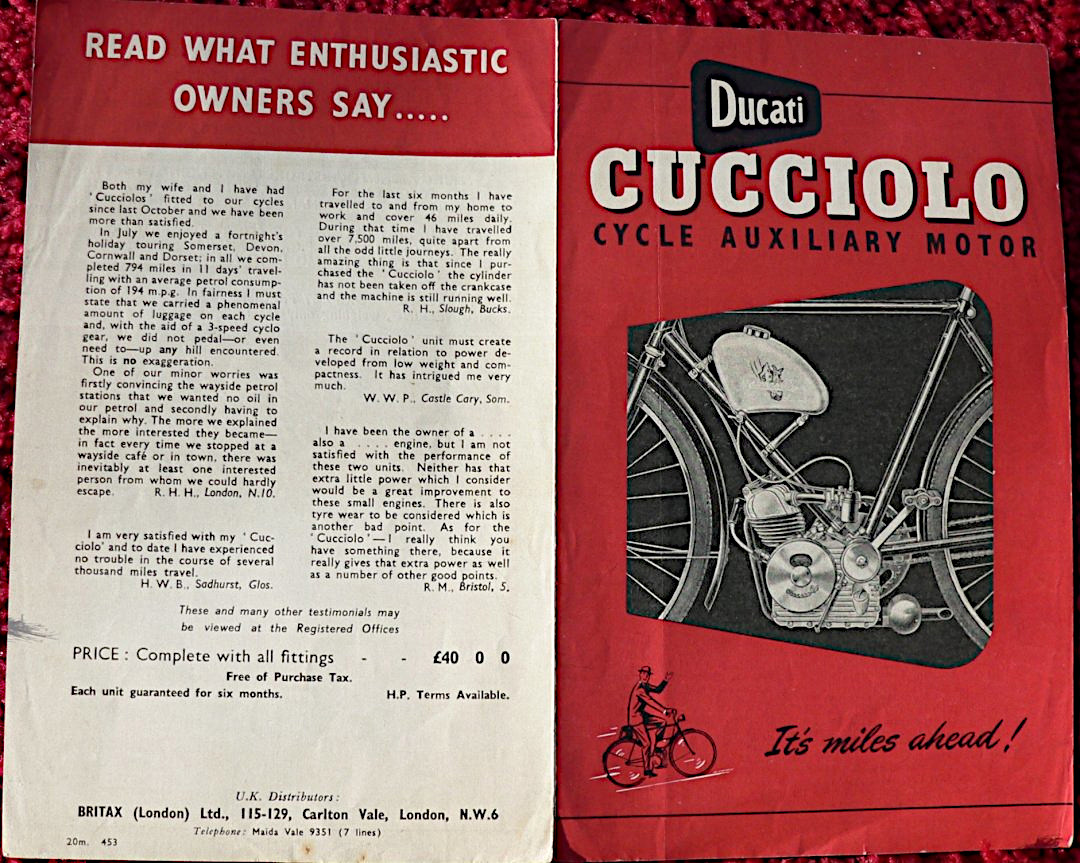 READ WHAT ENTHUSIASTIC
OWNERS SAY.....
Both my wife and I have had
'Cucciolos' fitted to our cycles
since last October and we have been
more than satisfied.
In July we enjoyed a fortnight's
holiday touring Somerset, Devon,
Cornwall and Dorset; in all we com-
pleted 794 miles in 11 days' travel-
ling with an average petrol consump-
tion of 194 m.p.g. In fairness I must
state that we carried a phenomenal
amount of luggage on each cycle
and, with the aid of a 3-speed cyclo
gear, we did not pedal—or even
need to—up any hill encountered.
This is no exaggeration.
One of our minor worries was
firstly convincing the wayside petrol
stations that we wanted no oil in
our petrol and secondly having to
explain why. The more we explained
the more interested they became—
in fact every time we stopped at a
wayside café or in town, there was
inevitably at least one interested
person from whom we could hardly
escape. R. H. H., London, N.10.
I am very satisfied with my 'Cuc-
ciolo' and to date I have experienced
no trouble in the course of several
thousand miles travel.
H. W. B., Sadhurst, Glos.
For the last six months I have
travelled to and from my home to
work and cover 46 miles daily.
During that time I have travelled
over 7,500 miles, quite apart from
all the odd little journeys. The really
amazing thing is that since I pur-
chased the 'Cucciolo' the cylinder
has not been taken off the crankcase
and the machine is still running well.
R. H., Slough, Bucks.
The 'Cucciolo' unit must create
a record in relation to power de-
veloped from low weight and com-
pactness. It has intrigued me very
much.
W. W. P., Castle Cary, Som.
I have been the owner of a ....
also a .... engine, but I am not
satisfied with the performance of
these two units. Neither has that
extra little power which I consider
would be a great improvement to
these small engines. There is also
tyre wear to be considered which is
another bad point. As for the
'Cucciolo'—I really think you
have something there, because it
really gives that extra power as well
as a number of other good points.
R. M., Bristol, 5.
These and many other testimonials may
be viewed at the Registered Offices
PRICE : Complete with all fittings - - £40 0 0
Free of Purchase Tax.
Each unit guaranteed for six months. H.P. Terms Available.
U.K. Distributors :
BRITAX (London) Ltd., 115-129, Carlton Vale, London, N.W.6
Telephone: Maida Vale 9351 (7 lines)
20m. 453
Ducati
CUCCIOLO
CYCLE AUXILIARY MOTOR
It's miles ahead!